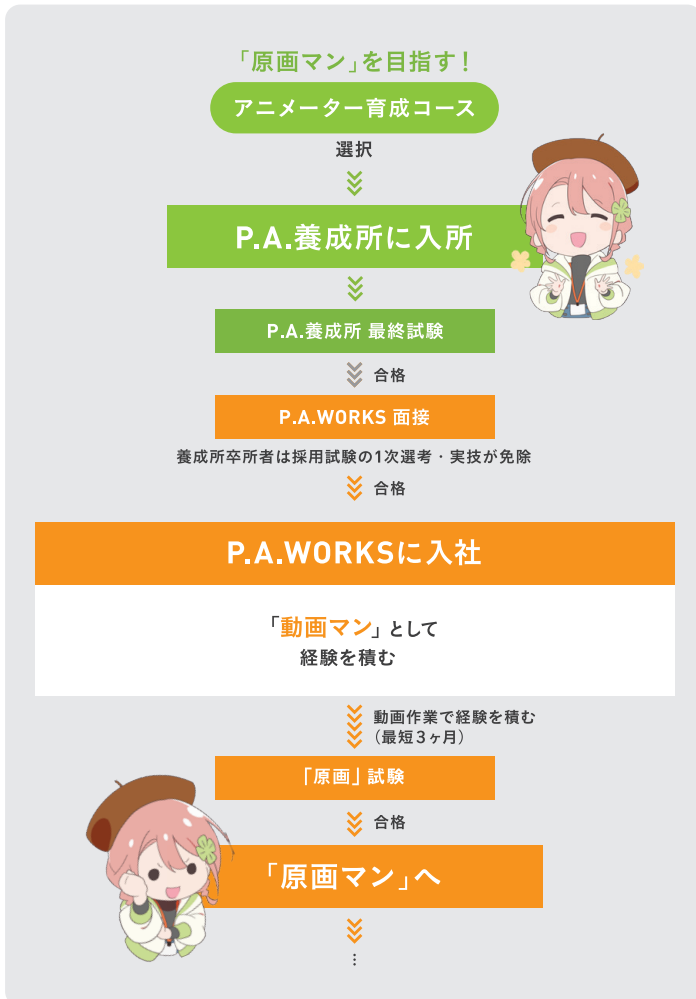 「原画マン」を目指す！
アニメーター育成コース
選択
P.A.養成所に入所
P.A.養成所 最終試験
合格
P.A.WORKS 面接
養成所卒所者は採用試験の1次選考・実技が免除
合格
P.A.WORKSに入社
「動画マン」として
経験を積む
動画作業で経験を積む
（最短３ヶ月）
「原画」試験
合格
「原画マン」へ
⋮